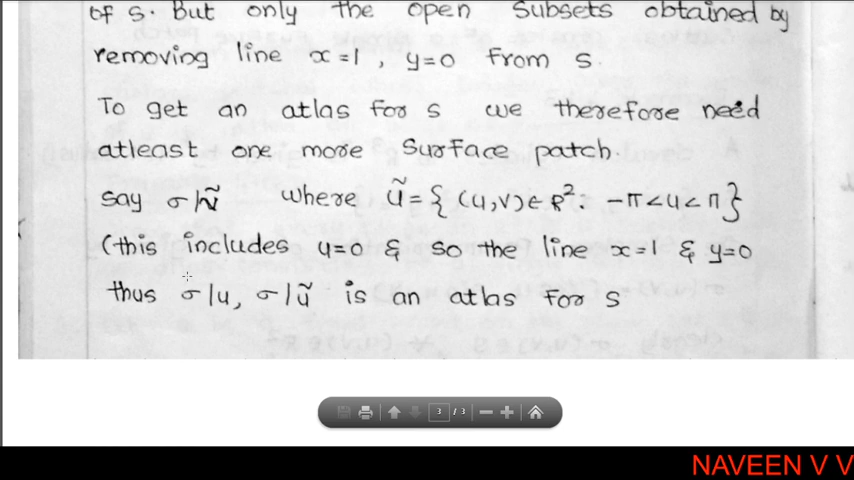 of S. But only the open Subsets obtained by
removing line x=1, y=0 from S.
To get an atlas for S we therefore need
atleast one more Surface patch.
say σ|ũ where ũ = {(u,v)∈R²: -π<u<π}
(this includes u=0 & so the line x=1 & y=0
thus σ|u, σ|ũ is an atlas for S
3 / 3
NAVEEN V V